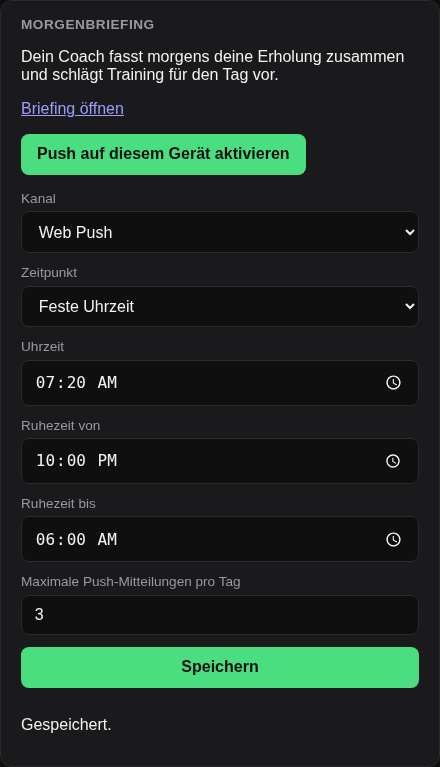 MORGENBRIEFING
Dein Coach fasst morgens deine Erholung zusammen
und schlägt Training für den Tag vor.
Briefing öffnen
Push auf diesem Gerät aktivieren
Kanal
Web Push
Zeitpunkt
Feste Uhrzeit
Uhrzeit
07:20 AM
Ruhezeit von
10:00 PM
Ruhezeit bis
06:00 AM
Maximale Push-Mitteilungen pro Tag
3
Speichern
Gespeichert.